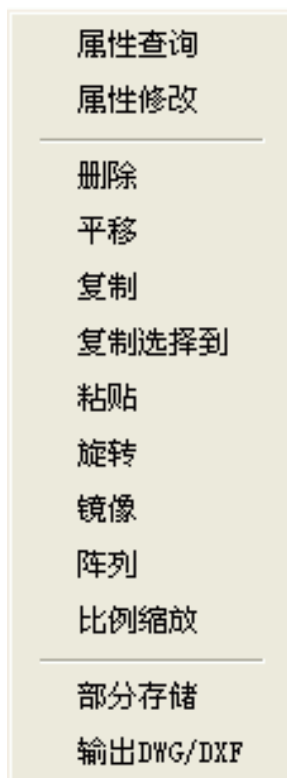 属性查询
属性修改
删除
平移
复制
复制选择到
粘贴
旋转
镜像
阵列
比例缩放
部分存储
输出DWG/DXF